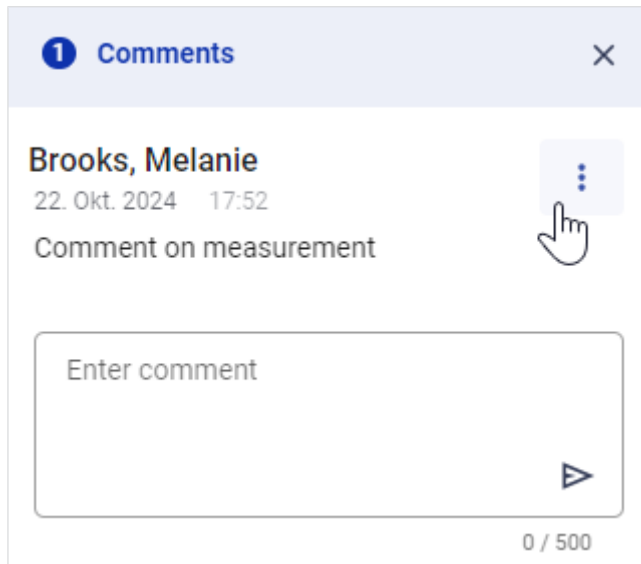 1 Comments
Brooks, Melanie
22. Okt. 2024 17:52
Comment on measurement
Enter comment
0 / 500